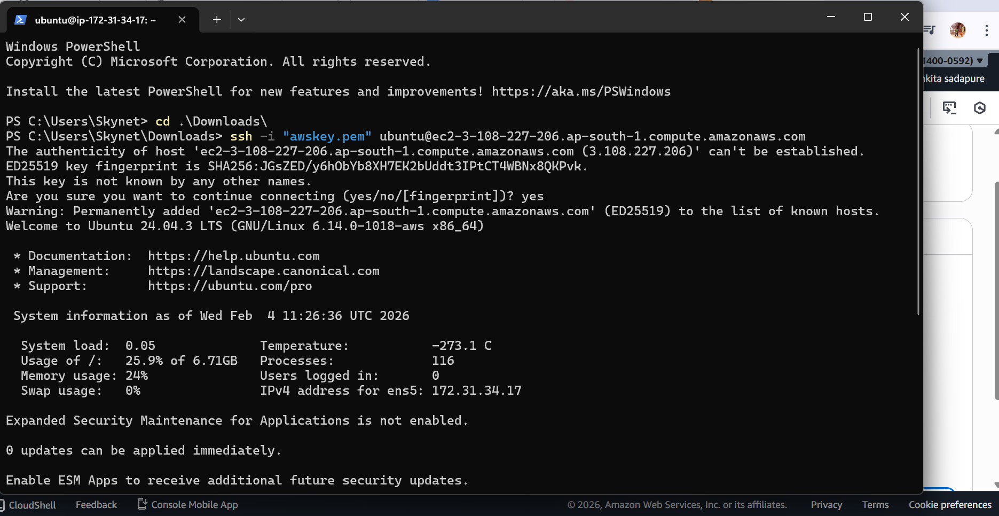 ubuntu@ip-172-31-34-17: ~
Windows PowerShell
Copyright (C) Microsoft Corporation. All rights reserved.
Install the latest PowerShell for new features and improvements! https://aka.ms/PSWindows
PS C:\Users\Skynet> cd .\Downloads\
PS C:\Users\Skynet\Downloads> ssh -i "awskey.pem" ubuntu@ec2-3-108-227-206.ap-south-1.compute.amazonaws.com
The authenticity of host 'ec2-3-108-227-206.ap-south-1.compute.amazonaws.com (3.108.227.206)' can't be established.
ED25519 key fingerprint is SHA256:JGsZED/y6hObYb8XH7EK2bUddt3IPtCT4WBNx8QKPvk.
This key is not known by any other names.
Are you sure you want to continue connecting (yes/no/[fingerprint])? yes
Warning: Permanently added 'ec2-3-108-227-206.ap-south-1.compute.amazonaws.com' (ED25519) to the list of known hosts.
Welcome to Ubuntu 24.04.3 LTS (GNU/Linux 6.14.0-1018-aws x86_64)
* Documentation: https://help.ubuntu.com
* Management: https://landscape.canonical.com
* Support: https://ubuntu.com/pro
System information as of Wed Feb 4 11:26:36 UTC 2026
System load: 0.05 Temperature: -273.1 C
Usage of /: 25.9% of 6.71GB Processes: 116
Memory usage: 24% Users logged in: 0
Swap usage: 0% IPv4 address for ens5: 172.31.34.17
Expanded Security Maintenance for Applications is not enabled.
0 updates can be applied immediately.
Enable ESM Apps to receive additional future security updates.
400-0592)
kita sadapure
CloudShell Feedback Console Mobile App © 2026, Amazon Web Services, Inc. or its affiliates. Privacy Terms Cookie preferences